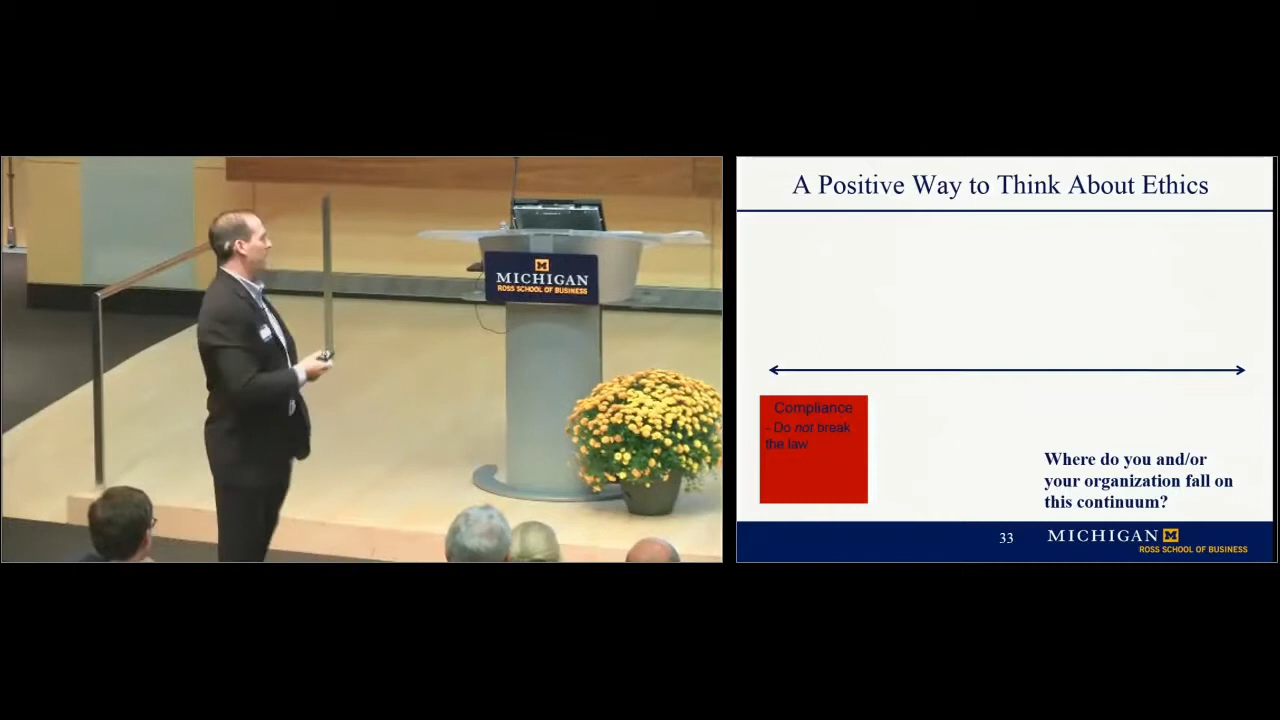 MICHIGAN
ROSS SCHOOL OF BUSINESS
A Positive Way to Think About Ethics
Compliance
- Do not break
the law
Where do you and/or
your organization fall on
this continuum?
33
MICHIGAN M
ROSS SCHOOL OF BUSINESS